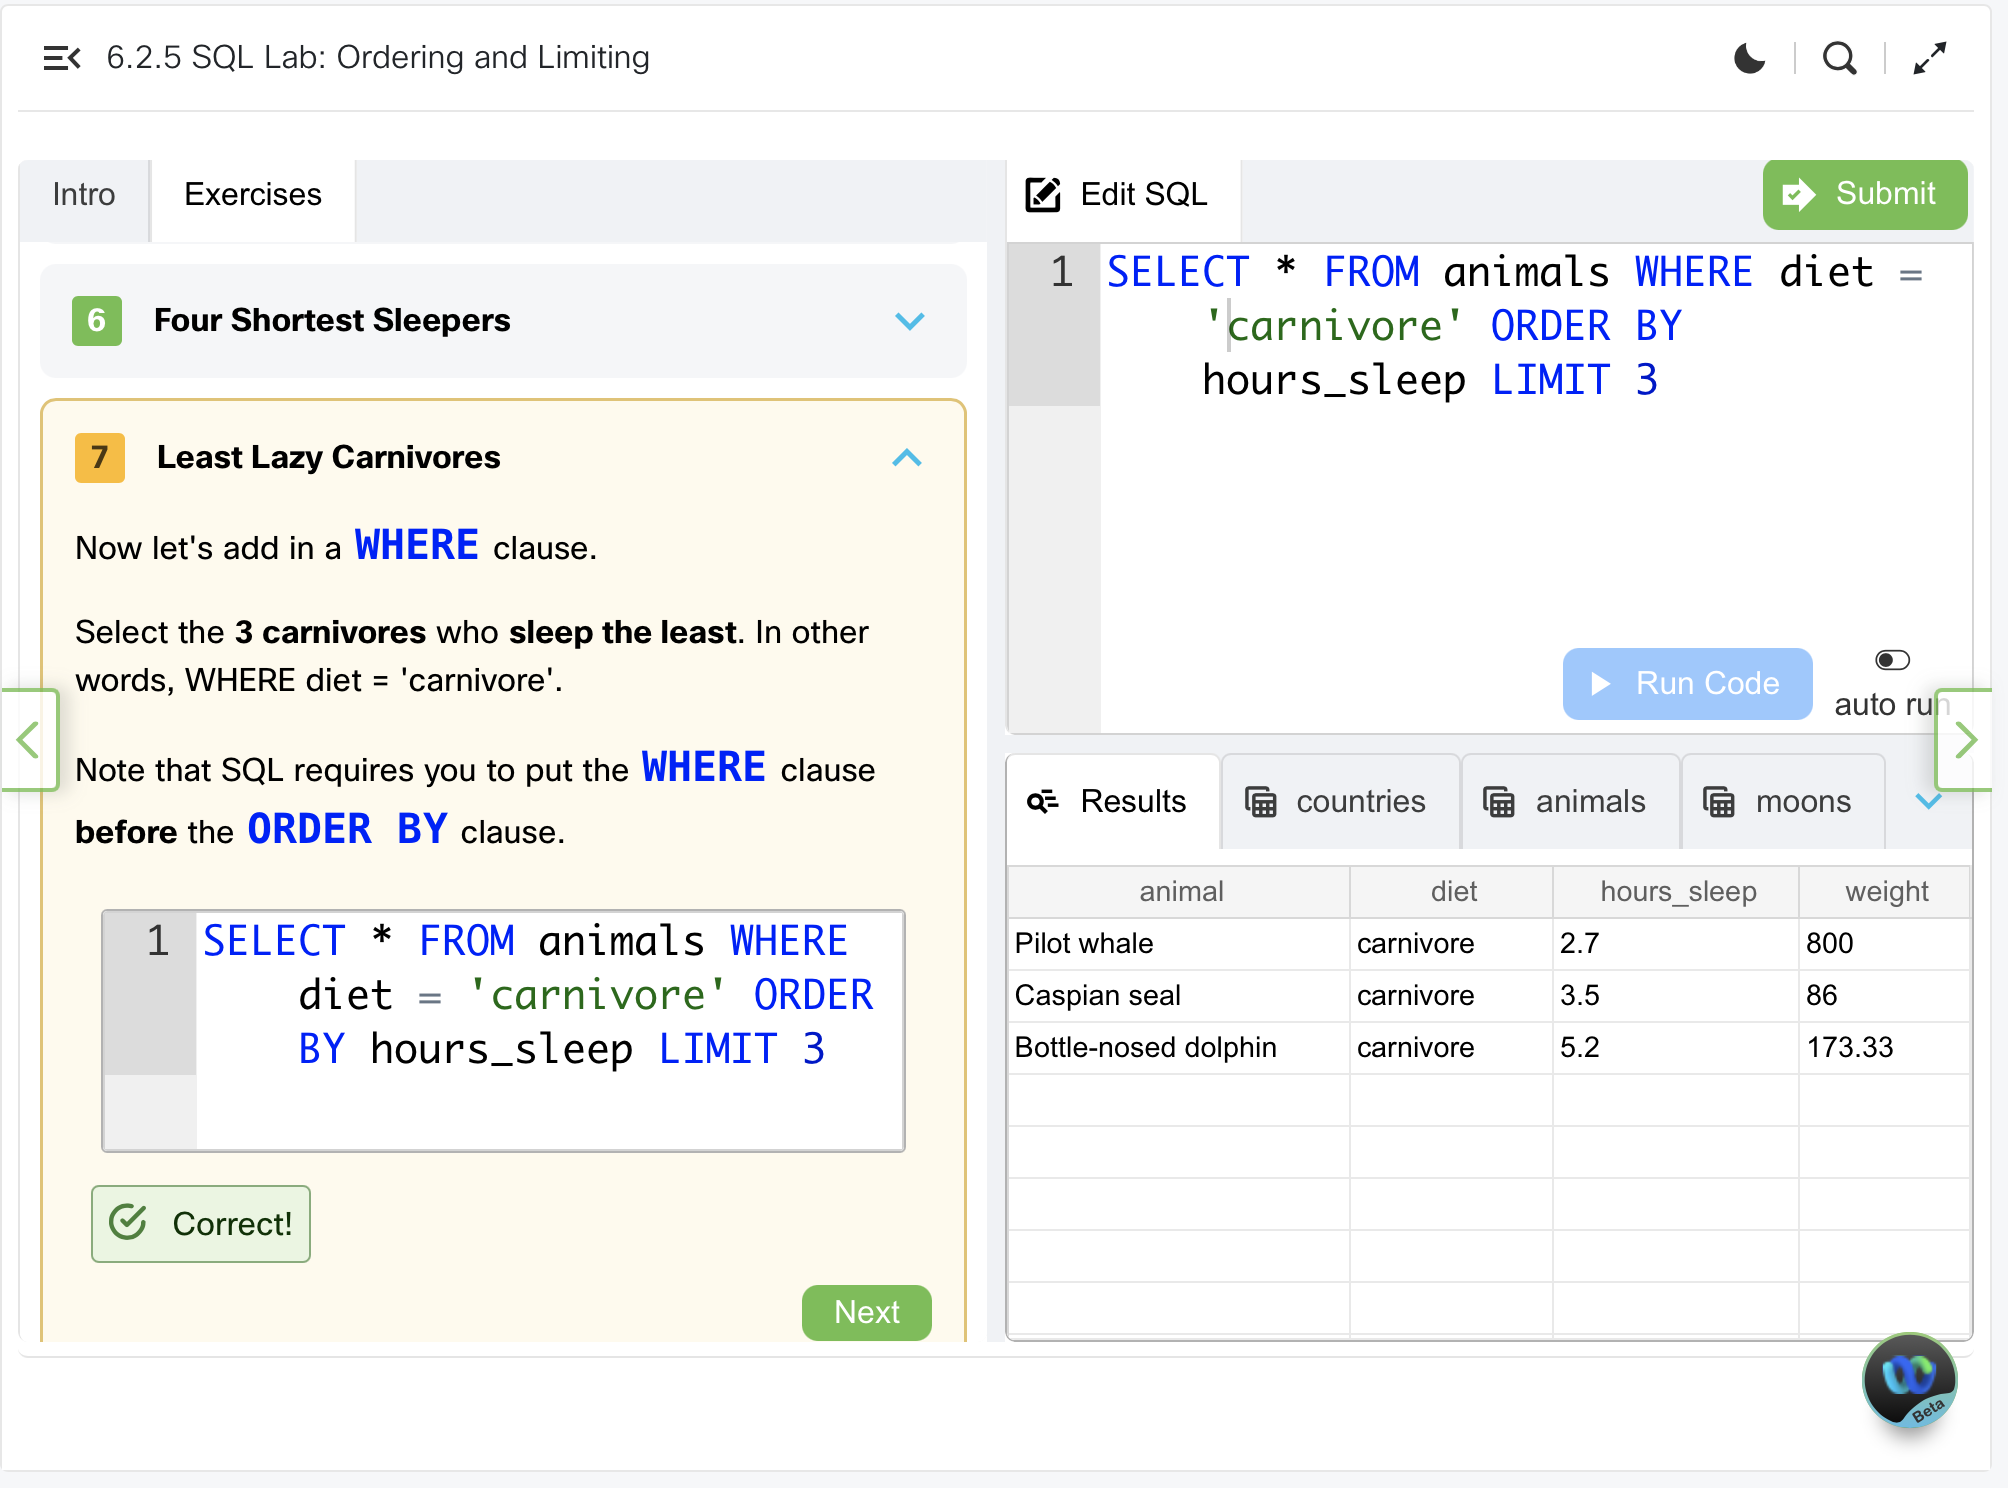 6.2.5 SQL Lab: Ordering and Limiting
Intro
Exercises
6
Four Shortest Sleepers
7
Least Lazy Carnivores
Now let's add in a WHERE clause.
Select the 3 carnivores who sleep the least. In other
words, WHERE diet = 'carnivore'.
Note that SQL requires you to put the WHERE clause
before the ORDER BY clause.
1
SELECT * FROM animals WHERE
diet = 'carnivore' ORDER
BY hours_sleep LIMIT 3
Correct!
Next
Edit SQL
Submit
1
SELECT * FROM animals WHERE diet =
'carnivore' ORDER BY
hours_sleep LIMIT 3
Run Code
auto run
Results
countries
animals
moons
animal diet hours_sleep weight
Pilot whale carnivore 2.7 800
Caspian seal carnivore 3.5 86
Bottle-nosed dolphin carnivore 5.2 173.33
Beta